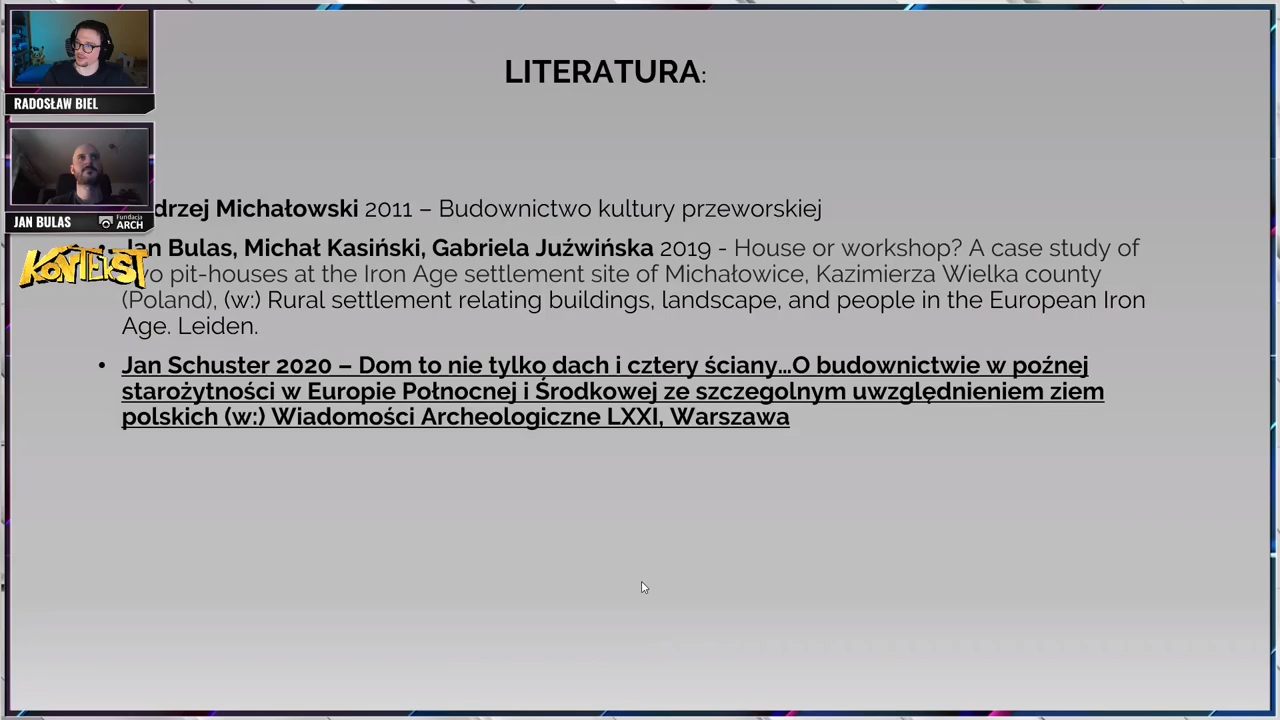 LITERATURA:
RADOSŁAW BIEL
JAN BULAS
Fundacja
ARCH
KONTEKST
Michałowski 2011 – Budownictwo kultury przeworskiej
Bulas, Michał Kasiński, Gabriela Juźwińska 2019 - House or workshop? A case study of
pit-houses at the Iron Age settlement site of Michałowice, Kazimierza Wielka county
(Poland), (w:) Rural settlement relating buildings, landscape, and people in the European Iron
Age. Leiden.
• Jan Schuster 2020 – Dom to nie tylko dach i cztery ściany...O budownictwie w poźnej
starożytności w Europie Północnej i Środkowej ze szczegolnym uwzględnieniem ziem
polskich (w:) Wiadomości Archeologiczne LXXI, Warszawa